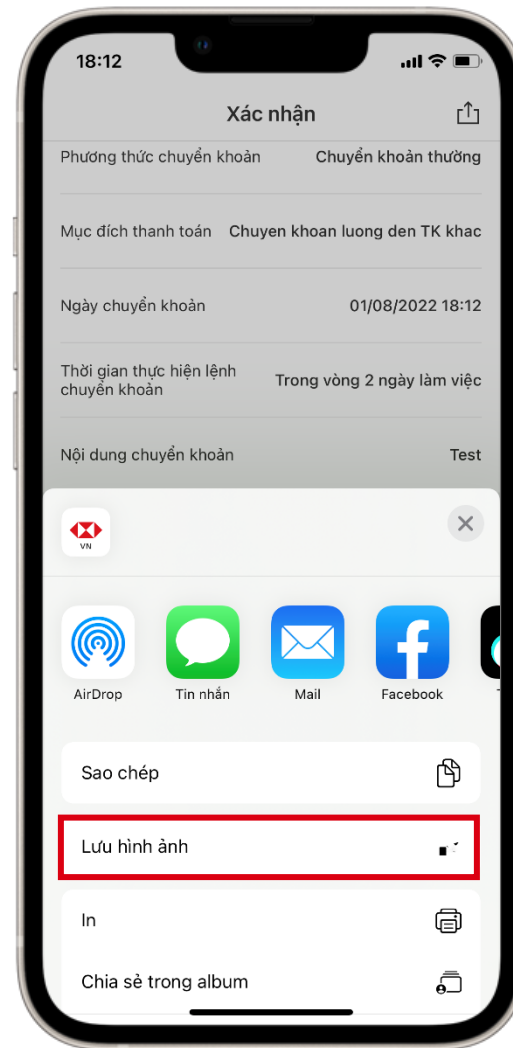 18:12
Xác nhận
Phương thức chuyển khoản Chuyển khoản thường
Mục đích thanh toán Chuyen khoan luong den TK khac
Ngày chuyển khoản 01/08/2022 18:12
Thời gian thực hiện lệnh
chuyển khoản Trong vòng 2 ngày làm việc
Nội dung chuyển khoản Test
VN
AirDrop Tin nhắn Mail Facebook
Sao chép
Lưu hình ảnh
In
Chia sẻ trong album